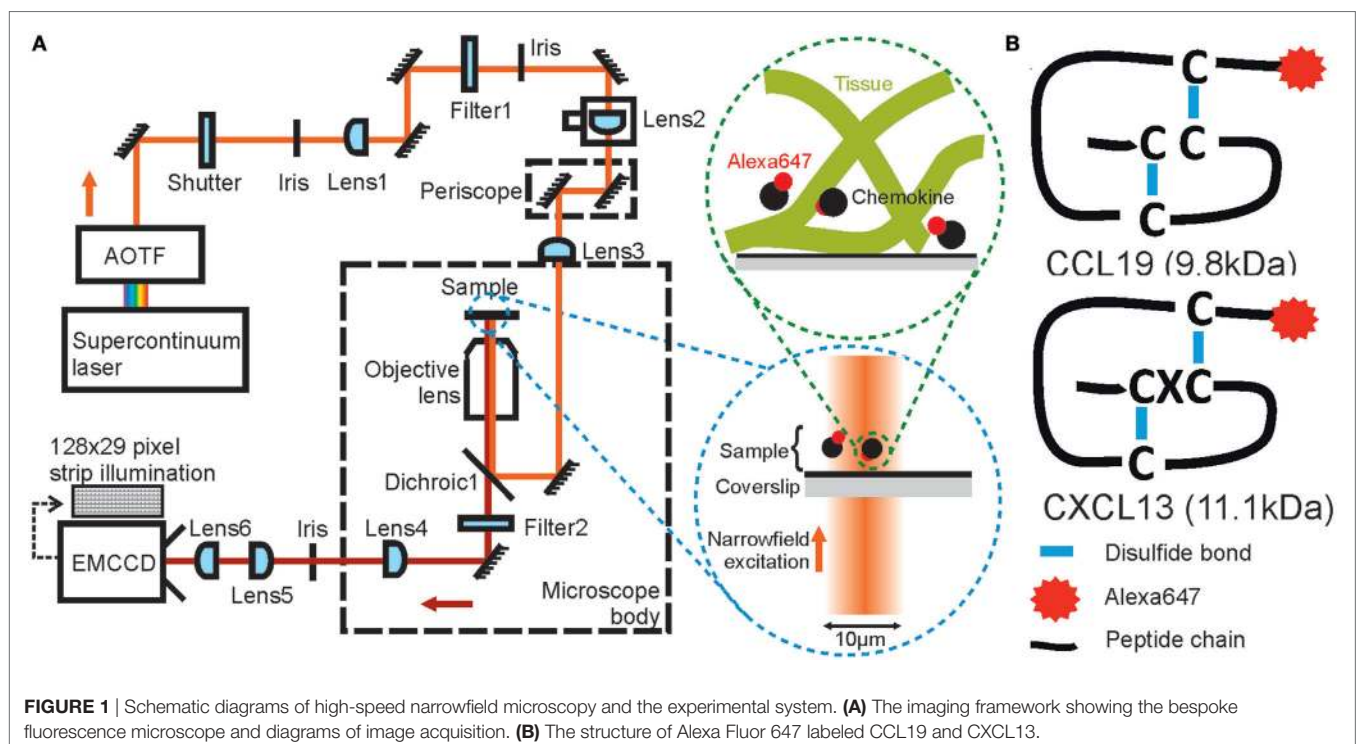 A
Iris
Filter1
Lens2
Shutter
Iris
Lens1
Periscope
AOTF
Lens3
Supercontinuum
laser
Sample
Objective
lens
128x29 pixel
strip illumination
Dichroic1
Lens6
Iris
Lens4
Filter2
EMCCD
Lens5
Microscope
body
Tissue
Alexa647
Chemokine
Sample
Coverslip
Narrowfield
excitation
10µm
B
C
C C
C
CCL19 (9.8kDa)
C
CXC
C
CXCL13 (11.1kDa)
Disulfide bond
Alexa647
Peptide chain
FIGURE 1 | Schematic diagrams of high-speed narrowfield microscopy and the experimental system. (A) The imaging framework showing the bespoke
fluorescence microscope and diagrams of image acquisition. (B) The structure of Alexa Fluor 647 labeled CCL19 and CXCL13.